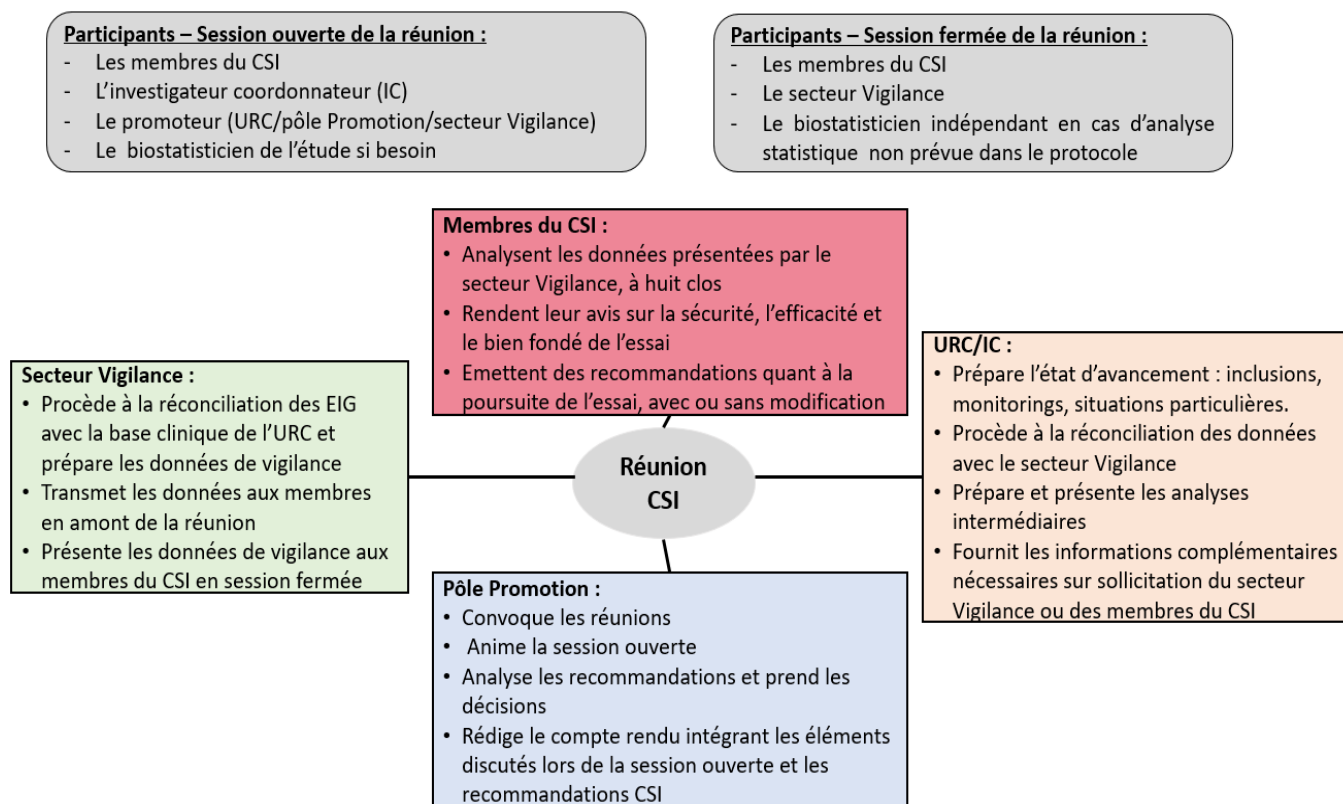 Participants – Session ouverte de la réunion :
- Les membres du CSI
- L'investigateur coordonnateur (IC)
- Le promoteur (URC/pôle Promotion/secteur Vigilance)
- Le biostatisticien de l'étude si besoin
Participants – Session fermée de la réunion :
- Les membres du CSI
- Le secteur Vigilance
- Le biostatisticien indépendant en cas d'analyse
statistique non prévue dans le protocole
Membres du CSI :
• Analysent les données présentées par le
secteur Vigilance, à huit clos
• Rendent leur avis sur la sécurité, l'efficacité et
le bien fondé de l'essai
• Emettent des recommandations quant à la
poursuite de l'essai, avec ou sans modification
Secteur Vigilance :
• Procède à la réconciliation des EIG
avec la base clinique de l'URC et
prépare les données de vigilance
• Transmet les données aux membres
en amont de la réunion
• Présente les données de vigilance aux
membres du CSI en session fermée
Réunion
CSI
URC/IC :
• Prépare l'état d'avancement : inclusions,
monitorings, situations particulières.
• Procède à la réconciliation des données
avec le secteur Vigilance
• Prépare et présente les analyses
intermédiaires
• Fournit les informations complémentaires
nécessaires sur sollicitation du secteur
Vigilance ou des membres du CSI
Pôle Promotion :
• Convoque les réunions
• Anime la session ouverte
• Analyse les recommandations et prend les
décisions
• Rédige le compte rendu intégrant les éléments
discutés lors de la session ouverte et les
recommandations CSI